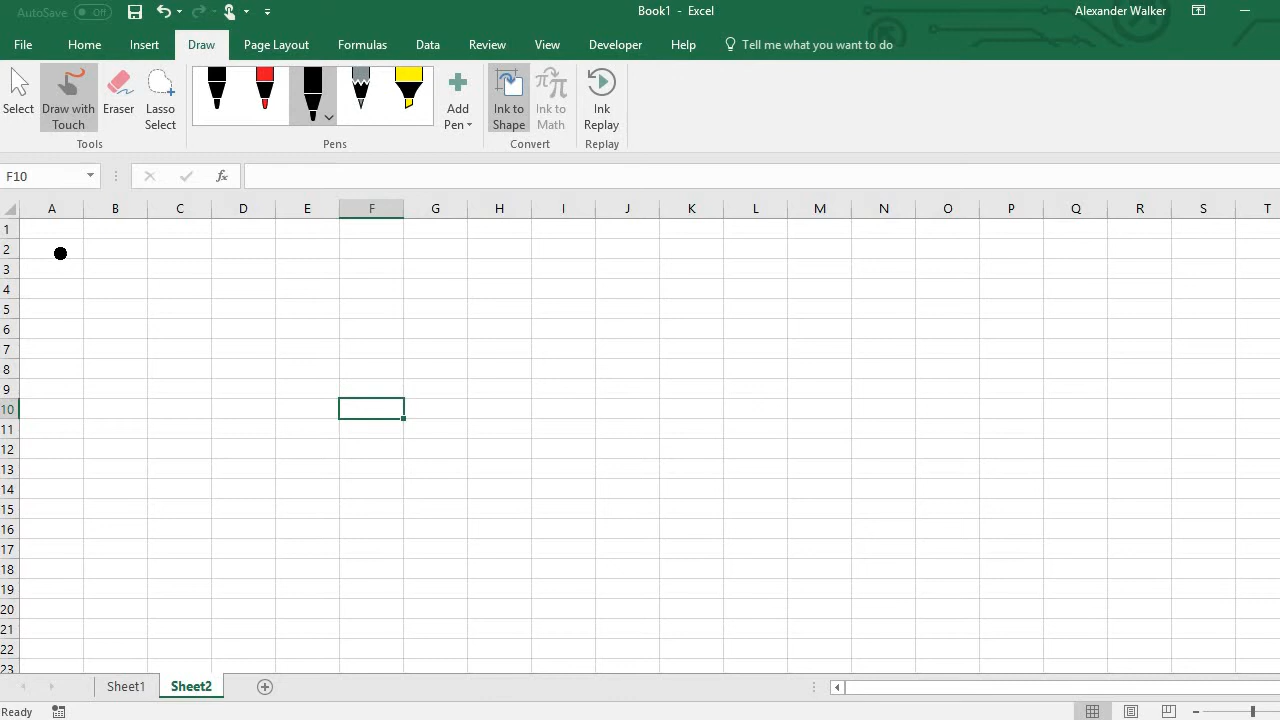 AutoSave Off Book1 - Excel Alexander Walker
File Home Insert Draw Page Layout Formulas Data Review View Developer Help Tell me what you want to do
Select Draw with Touch Eraser Lasso Select Add Pen Ink to Shape Ink to Math Ink Replay
Tools Pens Convert Replay
F10 fx
A B C D E F G H I J K L M N O P Q R S T
1
2
3
4
5
6
7
8
9
10
11
12
13
14
15
16
17
18
19
20
21
22
23
Sheet1 Sheet2
Ready